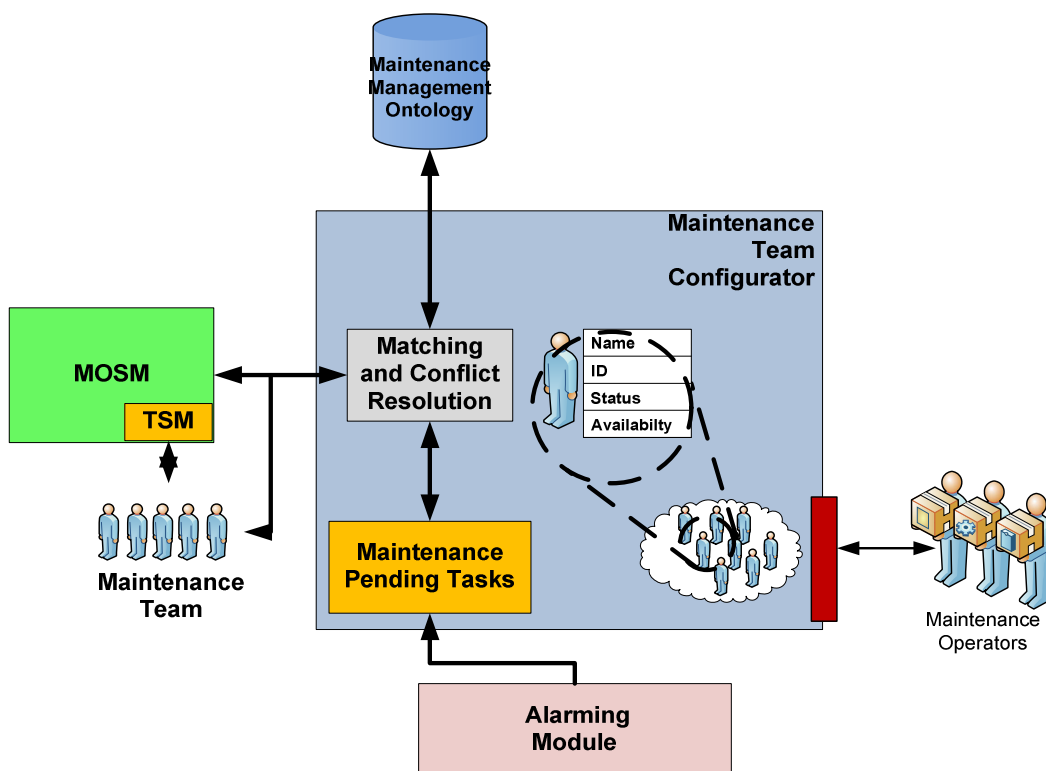 Maintenance
Management
Ontology
Maintenance
Team
Configurator
MOSM
TSM
Matching
and Conflict
Resolution
Name
ID
Status
Availabilty
Maintenance
Team
Maintenance
Pending Tasks
Maintenance
Operators
Alarming
Module